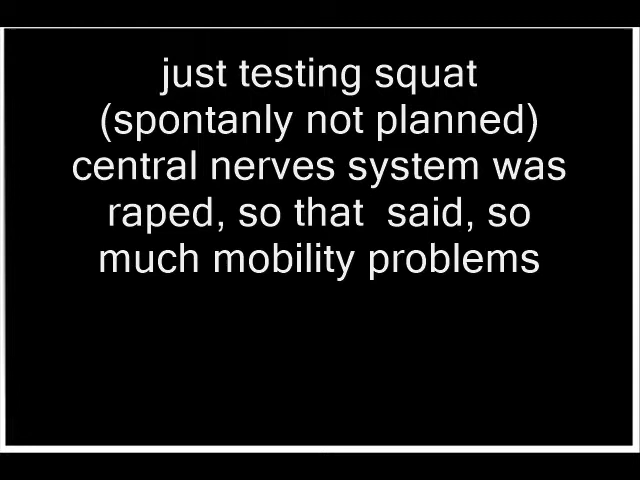 just testing squat
(spontanly not planned)
central nerves system was
raped, so that  said, so
much mobility problems